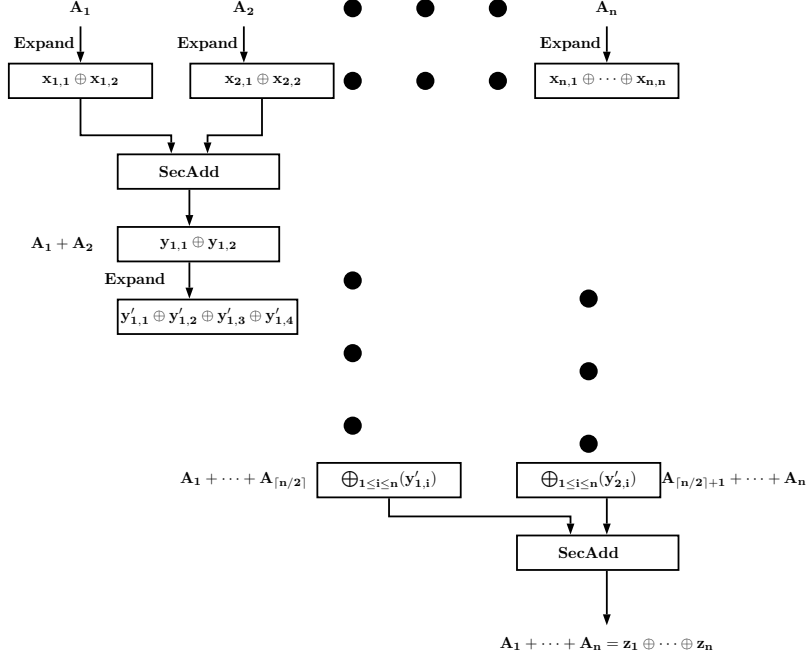 A₁ A₂ Aₙ
Expand Expand Expand
x₁,₁ ⊕ x₁,₂ x₂,₁ ⊕ x₂,₂ xₙ,₁ ⊕ ⋯ ⊕ xₙ,ₙ
SecAdd
A₁ + A₂ y₁,₁ ⊕ y₁,₂
Expand
y′₁,₁ ⊕ y′₁,₂ ⊕ y′₁,₃ ⊕ y′₁,₄
A₁ + ⋯ + A_⌈n/2⌉ ⨁_{1≤i≤n}(y′_{1,i}) ⨁_{1≤i≤n}(y′_{2,i}) A_{⌈n/2⌉+1} + ⋯ + Aₙ
SecAdd
A₁ + ⋯ + Aₙ = z₁ ⊕ ⋯ ⊕ zₙ